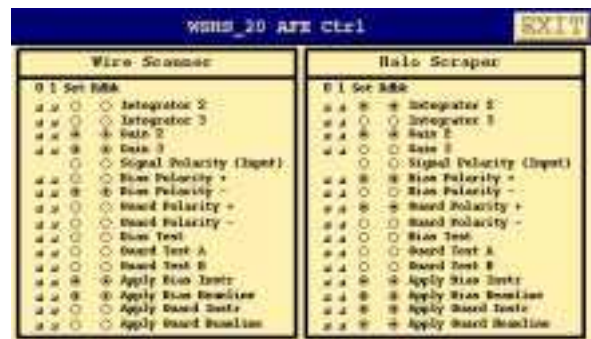 WSHS_20 AFE Ctrl
EXIT
Wire Scanner
0 1 Set Rdbk
Integrator 2
Integrator 3
Gain 2
Gain 3
Signal Polarity (Input)
Bias Polarity +
Bias Polarity -
Guard Polarity +
Guard Polarity -
Bias Test
Guard Test A
Guard Test B
Apply Bias Instr
Apply Bias Beamline
Apply Guard Instr
Apply Guard Beamline
Halo Scraper
0 1 Set Rdbk
Integrator 2
Integrator 3
Gain 2
Gain 3
Signal Polarity (Input)
Bias Polarity +
Bias Polarity -
Guard Polarity +
Guard Polarity -
Bias Test
Guard Test A
Guard Test B
Apply Bias Instr
Apply Bias Beamline
Apply Guard Instr
Apply Guard Beamline